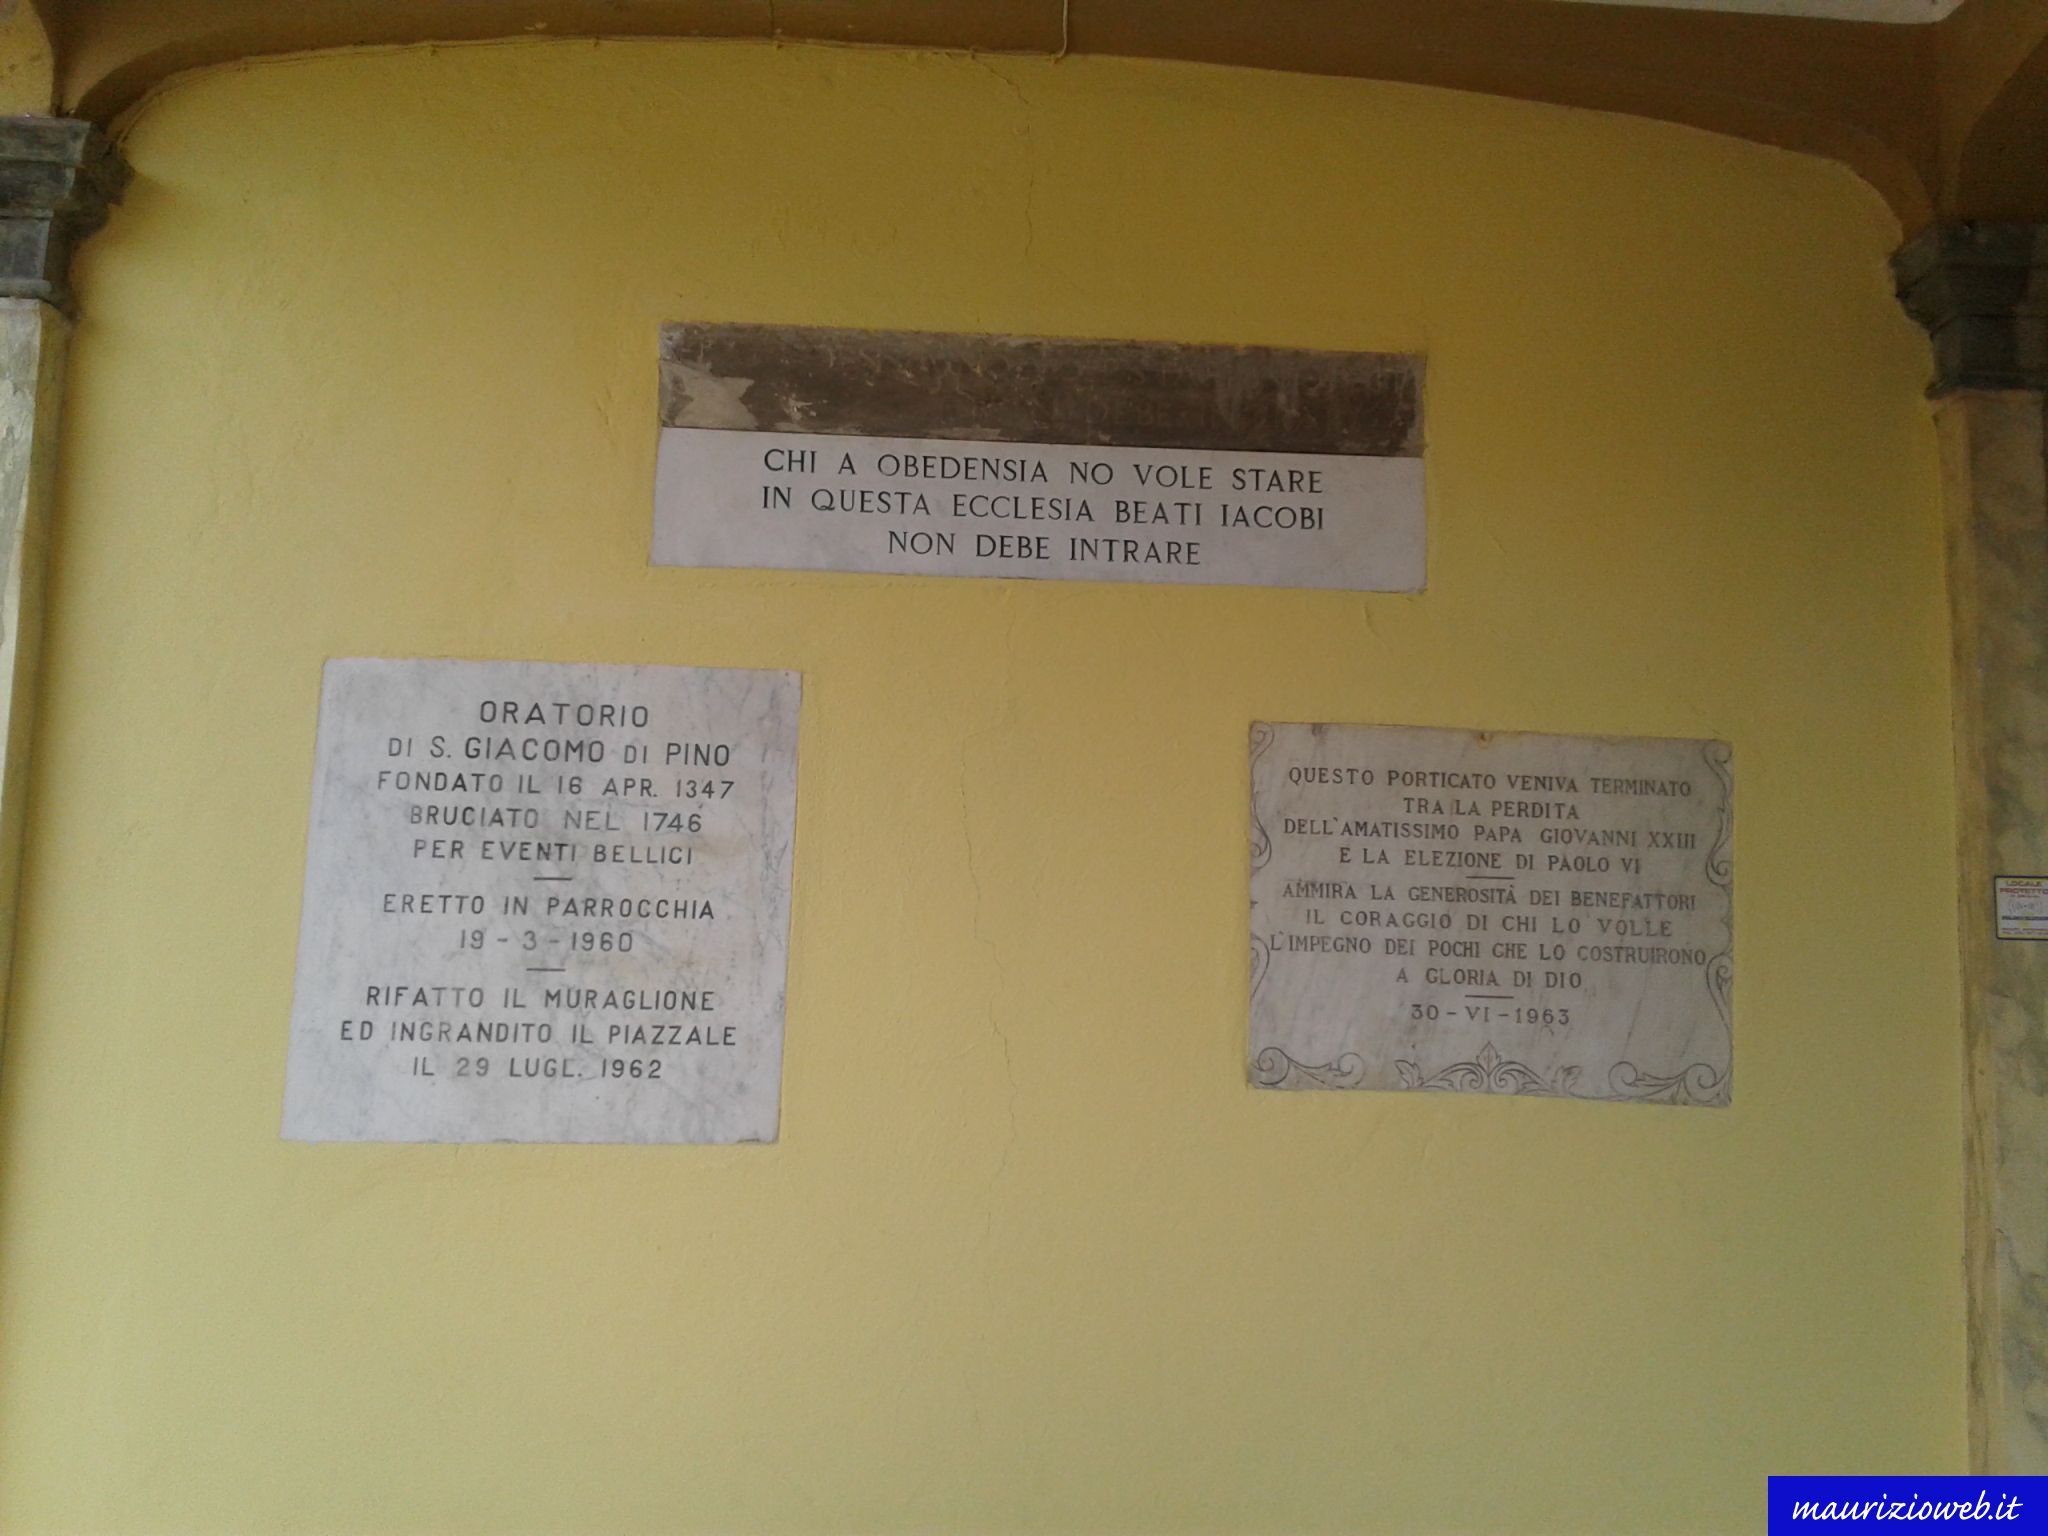 CHI A OBEDENSIA NO VOLE STARE
IN QUESTA ECCLESIA BEATI IACOBI
NON DEBE INTRARE
ORATORIO
DI S. GIACOMO DI PINO
FONDATO IL 16 APR. 1347
BRUCIATO NEL 1746
PER EVENTI BELLICI
ERETTO IN PARROCCHIA
19-3-1960
RIFATTO IL MURAGLIONE
ED INGRANDITO IL PIAZZALE
IL 29 LUGL. 1962
QUESTO PORTICATO VENIVA TERMINATO
TRA LA PERDITA
DELL'AMATISSIMO PAPA GIOVANNI XXIII
E LA ELEZIONE DI PAOLO VI
AMMIRA LA GENEROSITÀ DEI BENEFATTORI
IL CORAGGIO DI CHI LO VOLLE
L'IMPEGNO DEI POCHI CHE LO COSTRUIRONO
A GLORIA DI DIO
30-VI-1963
LOCALE
PROTETTO
maurizioweb.it